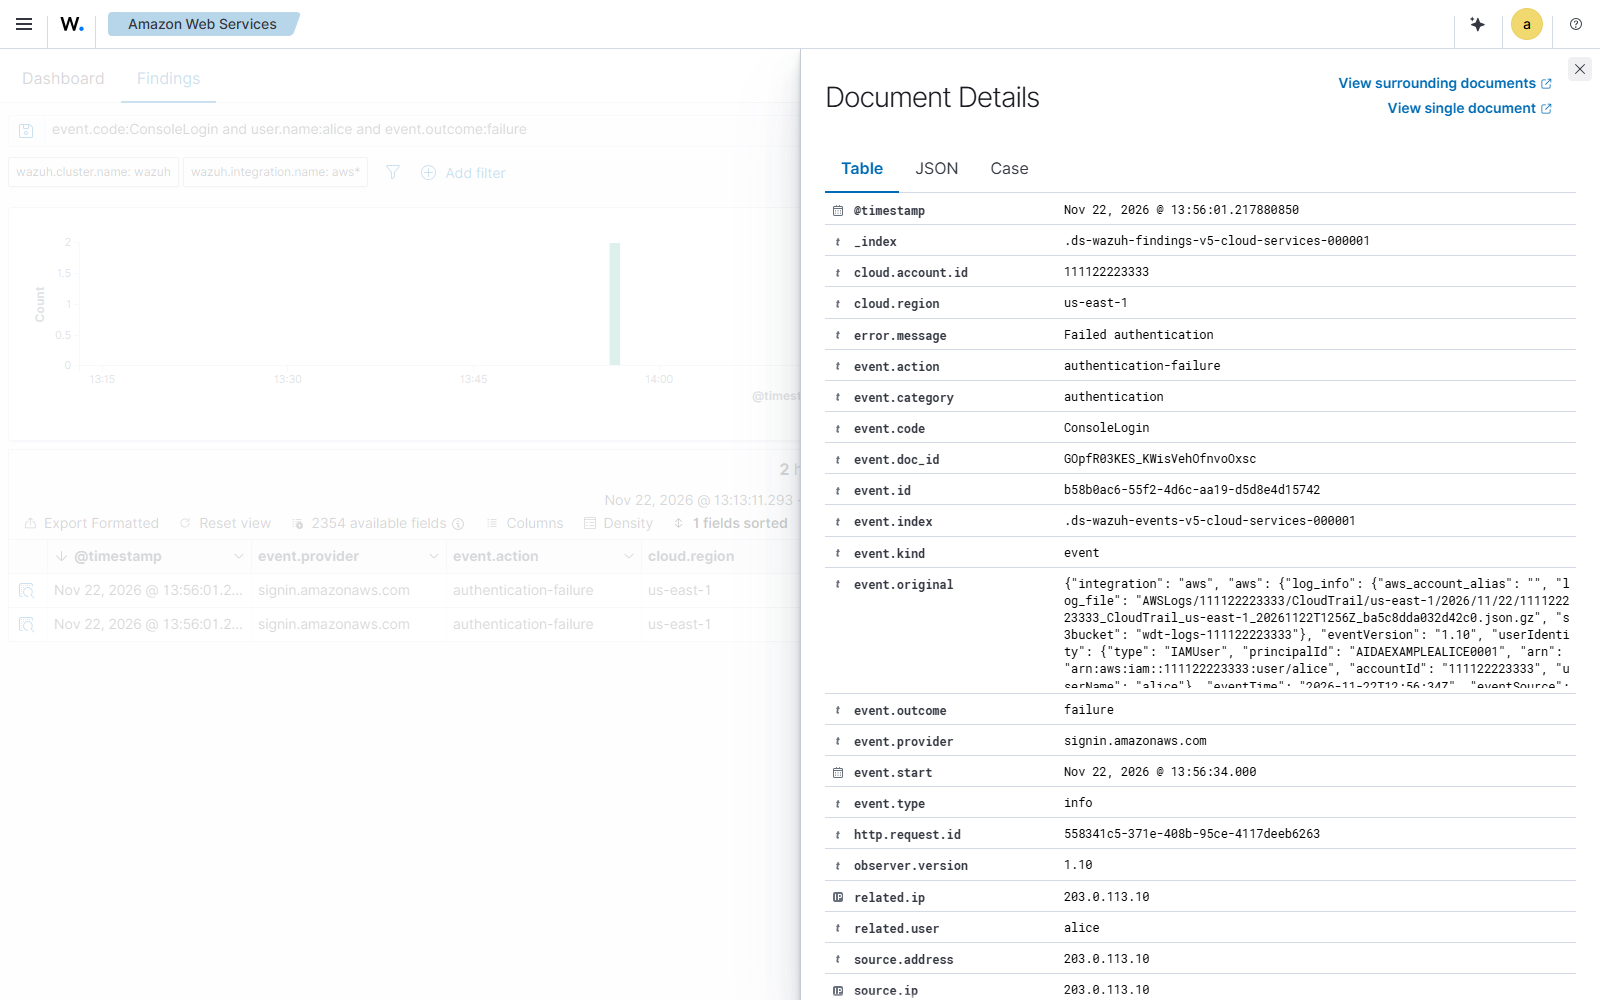 W.
Amazon Web Services
a
Dashboard
Findings
event.code:ConsoleLogin and user.name:alice and event.outcome:failure
wazuh.cluster.name: wazuh
wazuh.integration.name: aws*
Add filter
2
1.5
1
0.5
0
Count
13:15
13:30
13:45
14:00
@timest
2 h
Nov 22, 2026 @ 13:13:11.293 -
Export Formatted
Reset view
2354 available fields
Columns
Density
1 fields sorted
@timestamp
event.provider
event.action
cloud.region
Nov 22, 2026 @ 13:56:01.2... signin.amazonaws.com authentication-failure us-east-1
Nov 22, 2026 @ 13:56:01.2... signin.amazonaws.com authentication-failure us-east-1
Document Details
View surrounding documents
View single document
Table
JSON
Case
@timestamp Nov 22, 2026 @ 13:56:01.217880850
t _index .ds-wazuh-findings-v5-cloud-services-000001
t cloud.account.id 111122223333
t cloud.region us-east-1
t error.message Failed authentication
t event.action authentication-failure
t event.category authentication
t event.code ConsoleLogin
t event.doc_id GOpfR03KES_KWisVehOfnvoOxsc
t event.id b58b0ac6-55f2-4d6c-aa19-d5d8e4d15742
t event.index .ds-wazuh-events-v5-cloud-services-000001
t event.kind event
t event.original {"integration": "aws", "aws": {"log_info": {"aws_account_alias": "", "l
og_file": "AWSLogs/111122223333/CloudTrail/us-east-1/2026/11/22/1111222
23333_CloudTrail_us-east-1_20261122T1256Z_ba5c8dda032d42c0.json.gz", "s
3bucket": "wdt-logs-111122223333"}, "eventVersion": "1.10", "userIdenti
ty": {"type": "IAMUser", "principalId": "AIDAEXAMPLEALICE0001", "arn":
"arn:aws:iam::111122223333:user/alice", "accountId": "111122223333", "u
serName": "alice"}, "eventTime": "2026-11-22T12:56:34Z", "eventSource":
t event.outcome failure
t event.provider signin.amazonaws.com
event.start Nov 22, 2026 @ 13:56:34.000
t event.type info
t http.request.id 558341c5-371e-408b-95ce-4117deeb6263
t observer.version 1.10
related.ip 203.0.113.10
t related.user alice
t source.address 203.0.113.10
source.ip 203.0.113.10